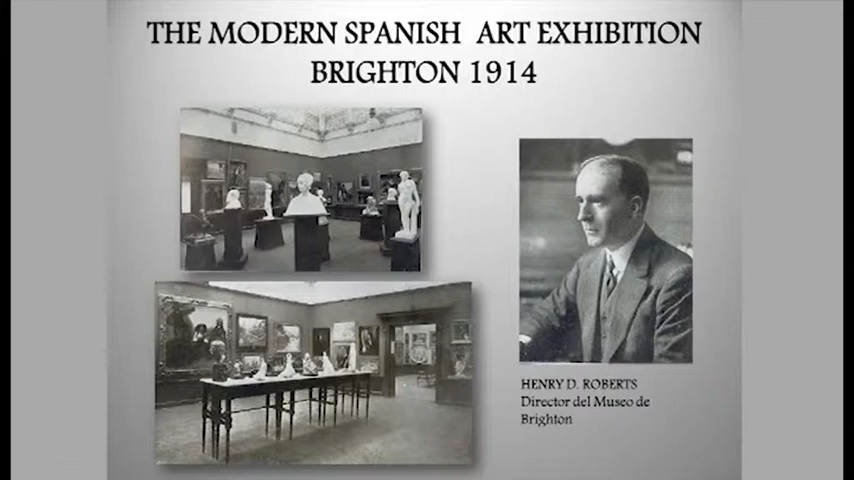 THE MODERN SPANISH ART EXHIBITION
BRIGHTON 1914
HENRY D. ROBERTS
Director del Museo de
Brighton